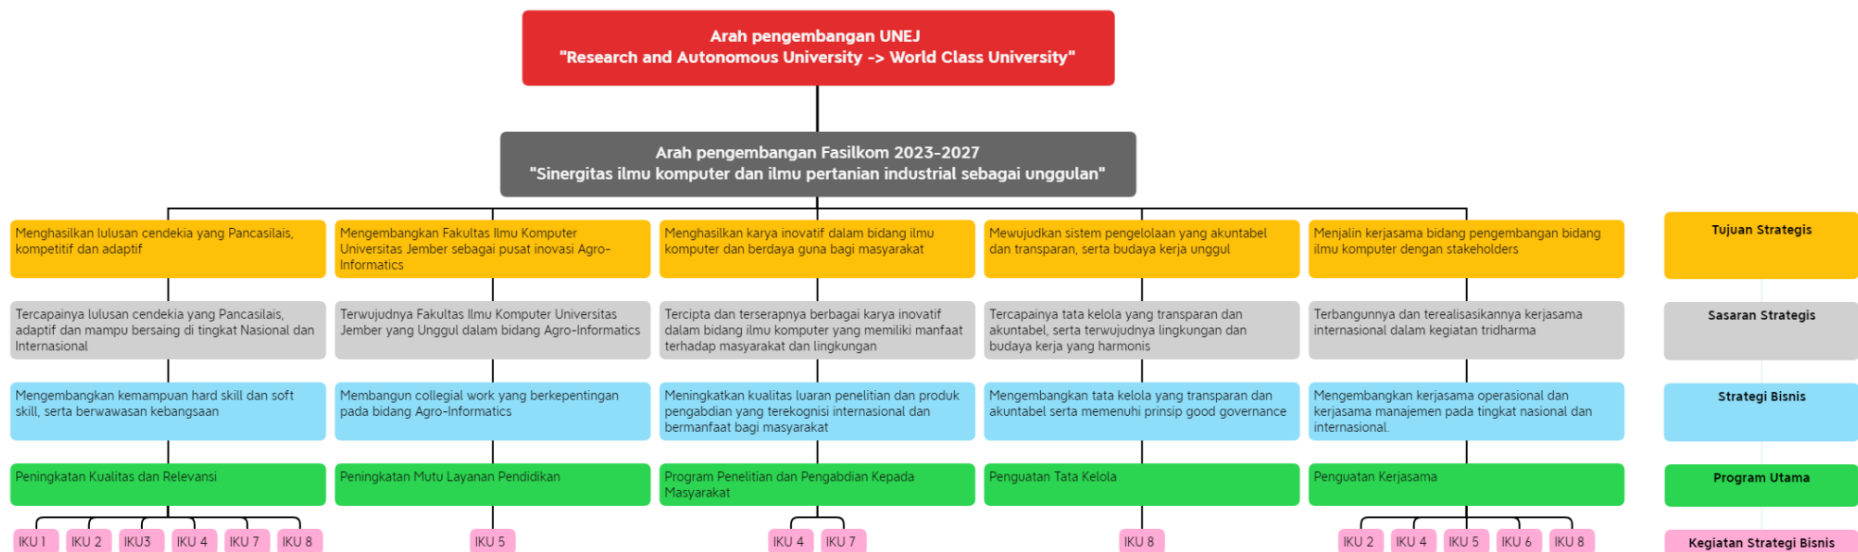 Arah pengembangan UNEJ
"Research and Autonomous University -> World Class University"
Arah pengembangan Fasilkom 2023-2027
"Sinergitas ilmu komputer dan ilmu pertanian industrial sebagai unggulan"
Menghasilkan lulusan cendekia yang Pancasilais,
kompetitif dan adaptif
Mengembangkan Fakultas Ilmu Komputer
Universitas Jember sebagai pusat inovasi Agro-
Informatics
Menghasilkan karya inovatif dalam bidang ilmu
komputer dan berdaya guna bagi masyarakat
Mewujudkan sistem pengelolaan yang akuntabel
dan transparan, serta budaya kerja unggul
Menjalin kerjasama bidang pengembangan bidang
ilmu komputer dengan stakeholders
Tujuan Strategis
Tercapainya lulusan cendekia yang Pancasilais,
adaptif dan mampu bersaing di tingkat Nasional dan
Internasional
Terwujudnya Fakultas Ilmu Komputer Universitas
Jember yang Unggul dalam bidang Agro-Informatics
Tercipta dan terserapnya berbagai karya inovatif
dalam bidang ilmu komputer yang memiliki manfaat
terhadap masyarakat dan lingkungan
Tercapainya tata kelola yang transparan dan
akuntabel, serta terwujudnya lingkungan dan
budaya kerja yang harmonis
Terbangunnya dan terealisasikannya kerjasama
internasional dalam kegiatan tridharma
Sasaran Strategis
Mengembangkan kemampuan hard skill dan soft
skill, serta berwawasan kebangsaan
Membangun collegial work yang berkepentingan
pada bidang Agro-Informatics
Meningkatkan kualitas luaran penelitian dan produk
pengabdian yang terekognisi internasional dan
bermanfaat bagi masyarakat
Mengembangkan tata kelola yang transparan dan
akuntabel serta memenuhi prinsip good governance
Mengembangkan kerjasama operasional dan
kerjasama manajemen pada tingkat nasional dan
internasional.
Strategi Bisnis
Peningkatan Kualitas dan Relevansi
Peningkatan Mutu Layanan Pendidikan
Program Penelitian dan Pengabdian Kepada
Masyarakat
Penguatan Tata Kelola
Penguatan Kerjasama
Program Utama
IKU 1
IKU 2
IKU3
IKU 4
IKU 7
IKU 8
IKU 5
IKU 4
IKU 7
IKU 8
IKU 2
IKU 4
IKU 5
IKU 6
IKU 8
Kegiatan Strategi Bisnis